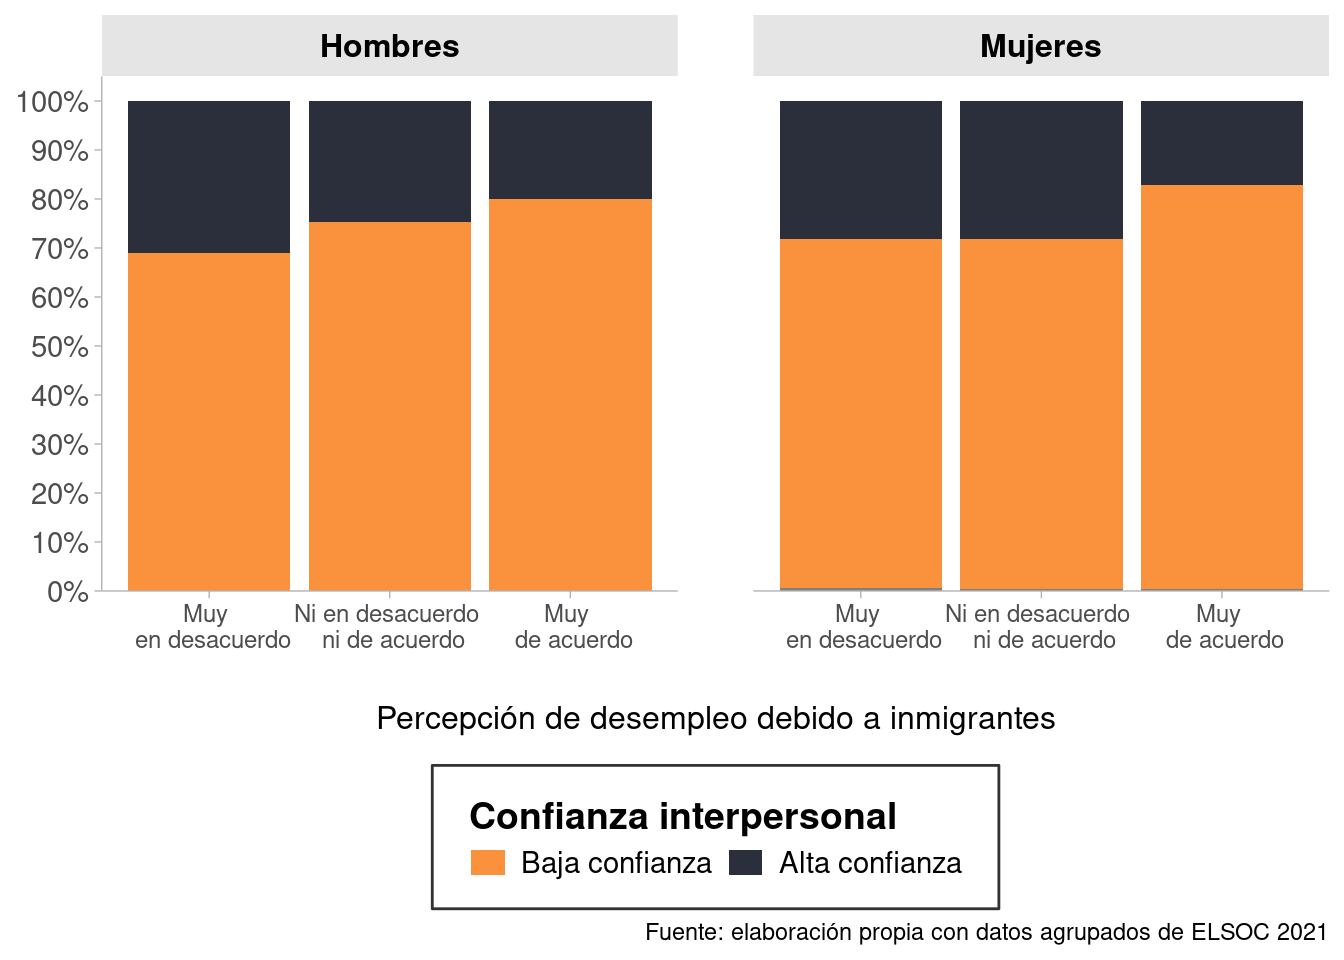 Hombres
Mujeres
100%
90%
80%
70%
60%
50%
40%
30%
20%
10%
0%
Muy
en desacuerdo
Ni en desacuerdo
ni de acuerdo
Muy
de acuerdo
Muy
en desacuerdo
Ni en desacuerdo
ni de acuerdo
Muy
de acuerdo
Percepción de desempleo debido a inmigrantes
Confianza interpersonal
Baja confianza
Alta confianza
Fuente: elaboración propia con datos agrupados de ELSOC 2021